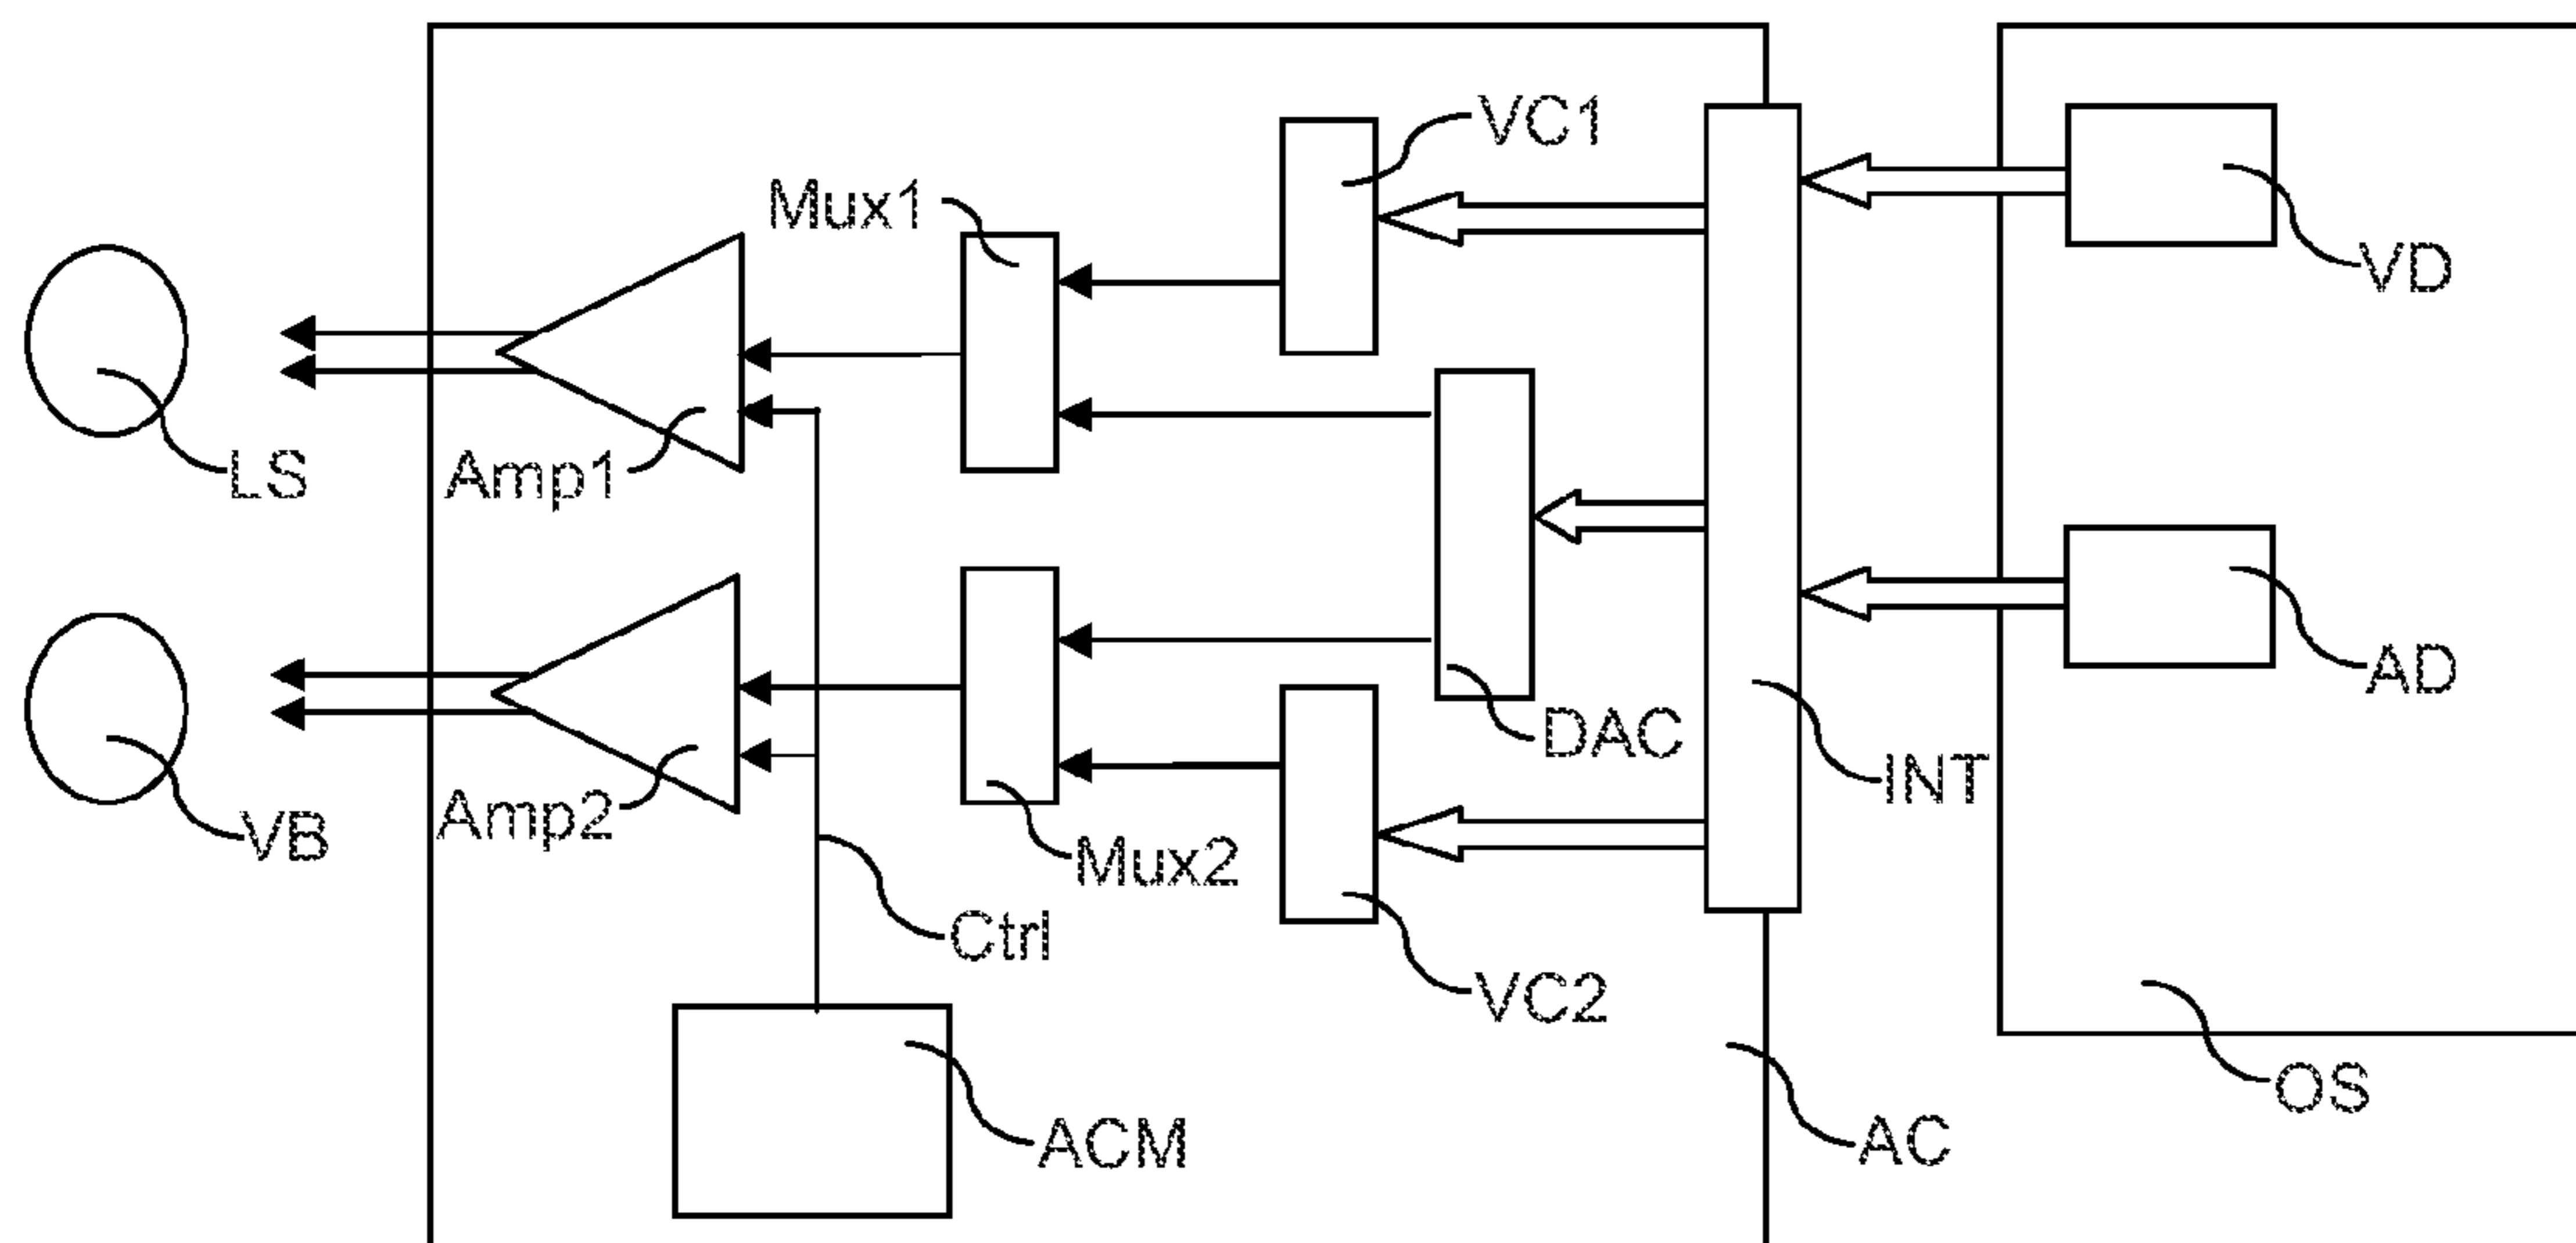 VC1
Mux1
VD
LS
Amp1
AD
DAC
INT
VB
Amp2
Mux2
Ctrl
VC2
OS
ACM
AC